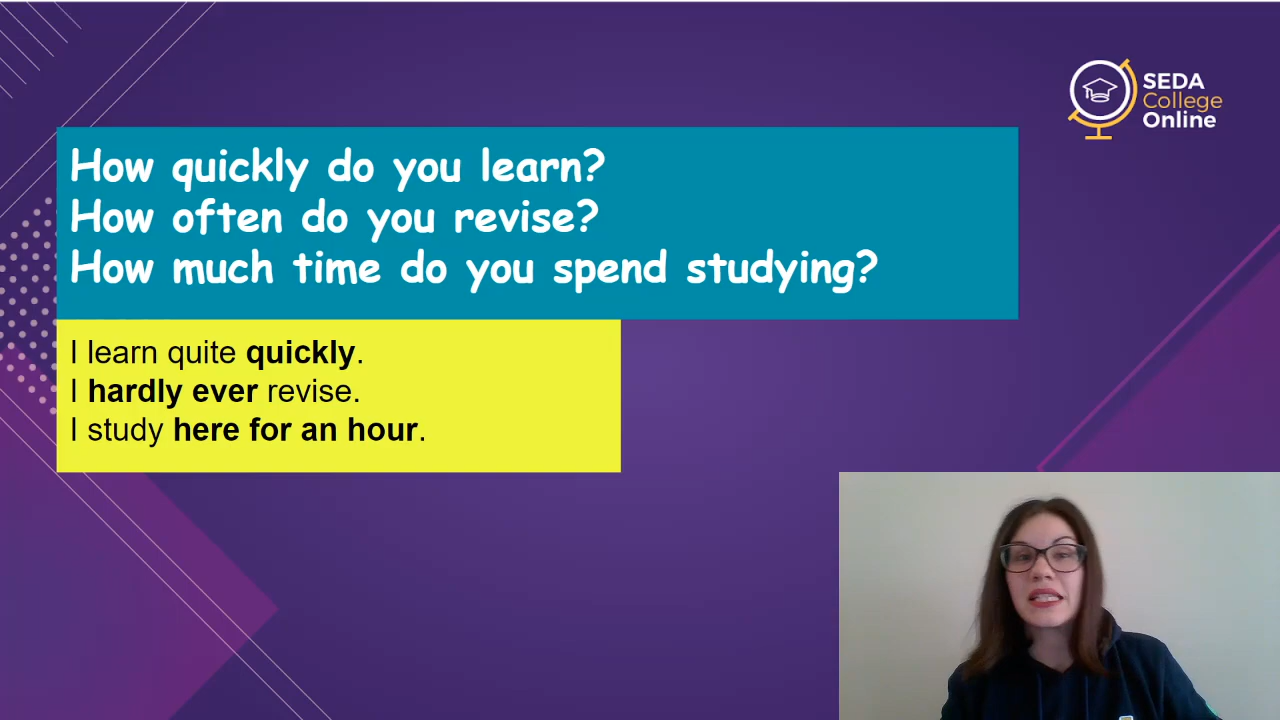 SEDA
College
Online
How quickly do you learn?
How often do you revise?
How much time do you spend studying?
I learn quite quickly.
I hardly ever revise.
I study here for an hour.